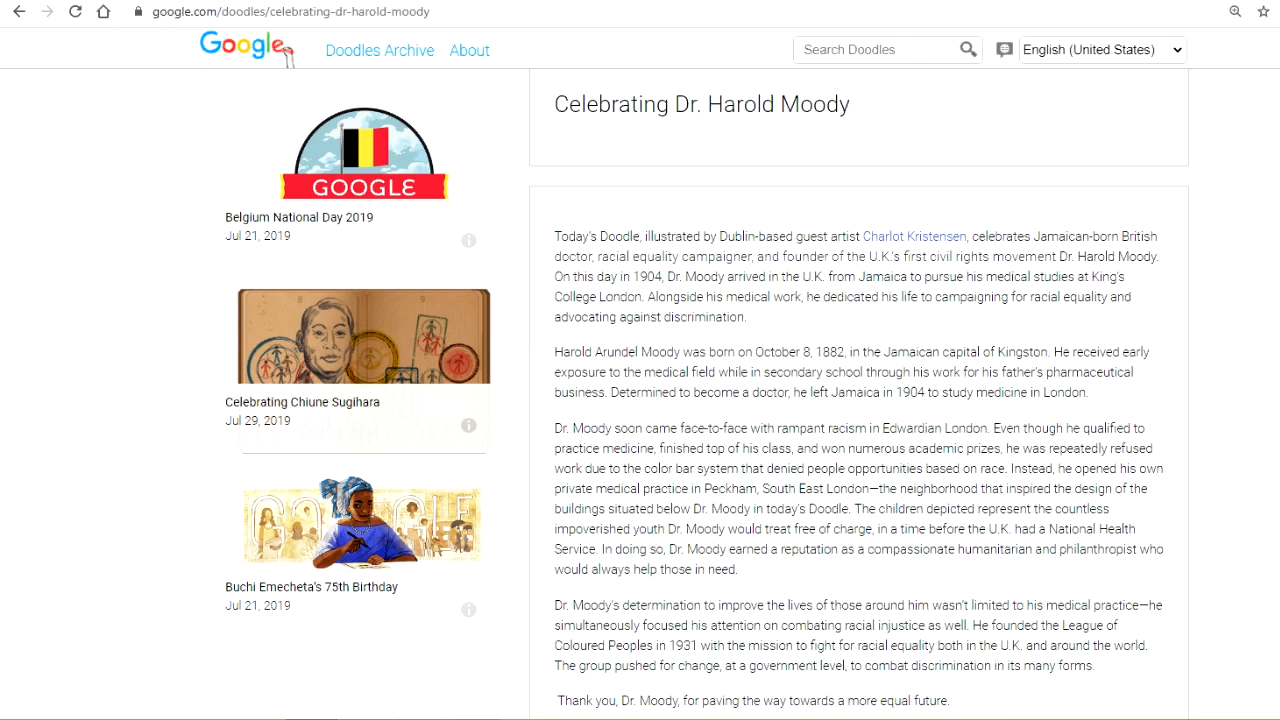 google.com/doodles/celebrating-dr-harold-moody
Google
Doodles Archive
About
Search Doodles
English (United States)
GOOGLE
Belgium National Day 2019
Jul 21, 2019
8 9
Celebrating Chiune Sugihara
Jul 29, 2019
GOOGLE
Buchi Emecheta's 75th Birthday
Jul 21, 2019
Celebrating Dr. Harold Moody
Today's Doodle, illustrated by Dublin-based guest artist Charlot Kristensen, celebrates Jamaican-born British
doctor, racial equality campaigner, and founder of the U.K.'s first civil rights movement Dr. Harold Moody.
On this day in 1904, Dr. Moody arrived in the U.K. from Jamaica to pursue his medical studies at King's
College London. Alongside his medical work, he dedicated his life to campaigning for racial equality and
advocating against discrimination.
Harold Arundel Moody was born on October 8, 1882, in the Jamaican capital of Kingston. He received early
exposure to the medical field while in secondary school through his work for his father's pharmaceutical
business. Determined to become a doctor, he left Jamaica in 1904 to study medicine in London.
Dr. Moody soon came face-to-face with rampant racism in Edwardian London. Even though he qualified to
practice medicine, finished top of his class, and won numerous academic prizes, he was repeatedly refused
work due to the color bar system that denied people opportunities based on race. Instead, he opened his own
private medical practice in Peckham, South East London—the neighborhood that inspired the design of the
buildings situated below Dr. Moody in today's Doodle. The children depicted represent the countless
impoverished youth Dr. Moody would treat free of charge, in a time before the U.K. had a National Health
Service. In doing so, Dr. Moody earned a reputation as a compassionate humanitarian and philanthropist who
would always help those in need.
Dr. Moody's determination to improve the lives of those around him wasn't limited to his medical practice—he
simultaneously focused his attention on combating racial injustice as well. He founded the League of
Coloured Peoples in 1931 with the mission to fight for racial equality both in the U.K. and around the world.
The group pushed for change, at a government level, to combat discrimination in its many forms.
Thank you, Dr. Moody, for paving the way towards a more equal future.